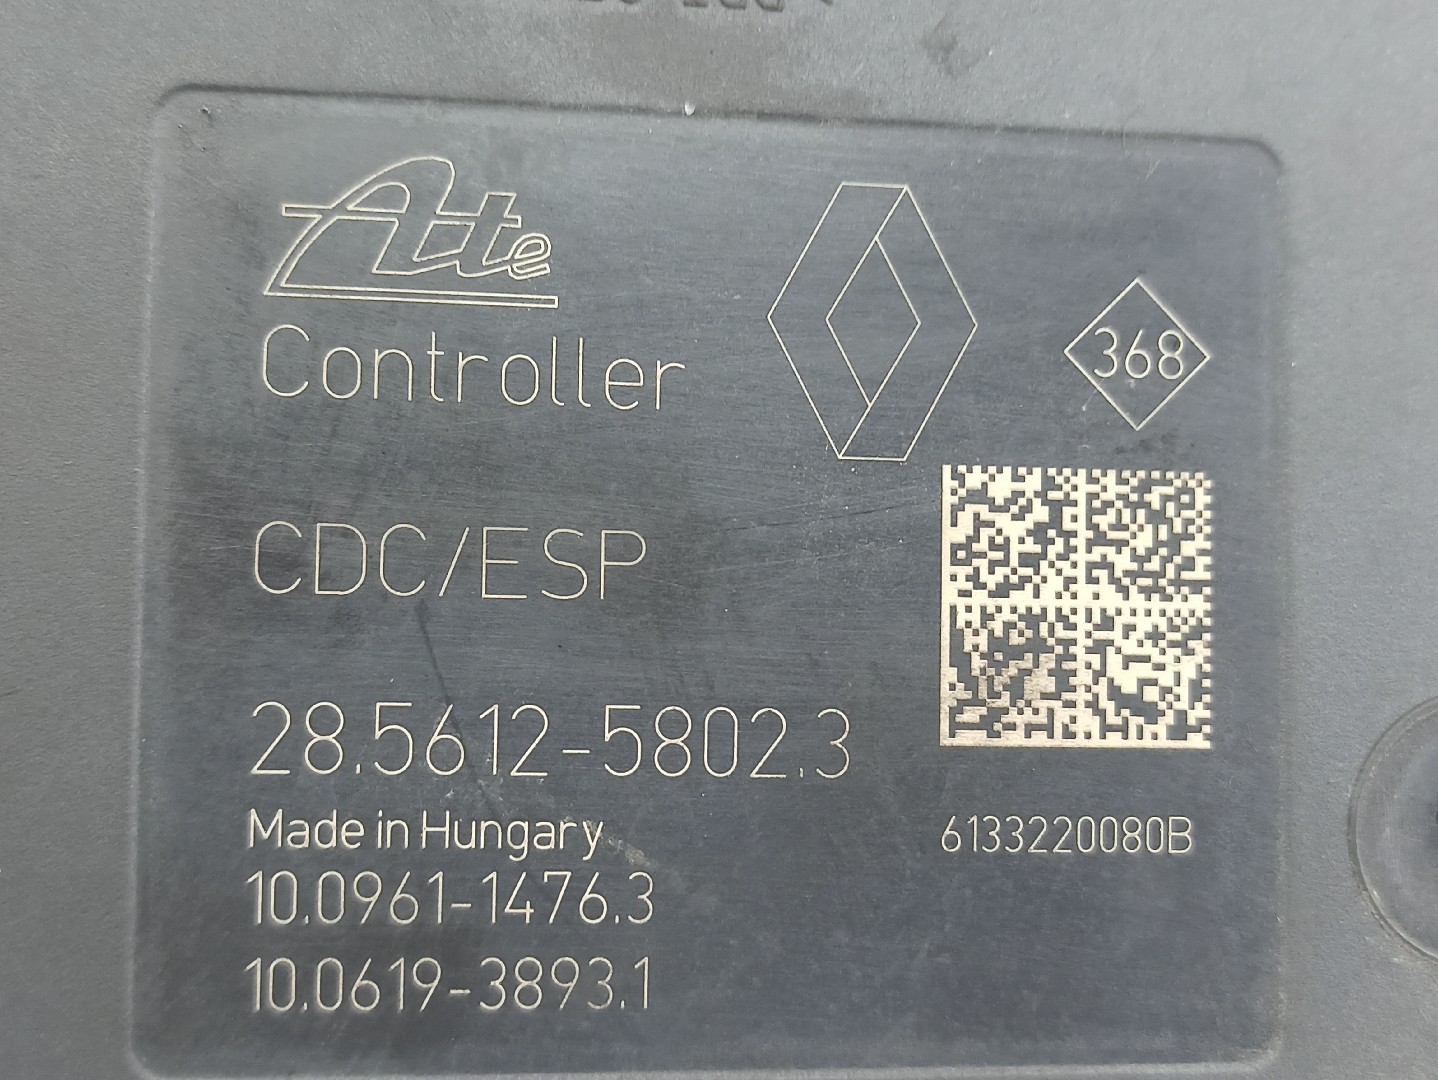 Ate
Controller
368
CDC/ESP
28.5612-5802.3
Made in Hungary
6133220080B
10.0961-1476.3
10.0619-3893.1